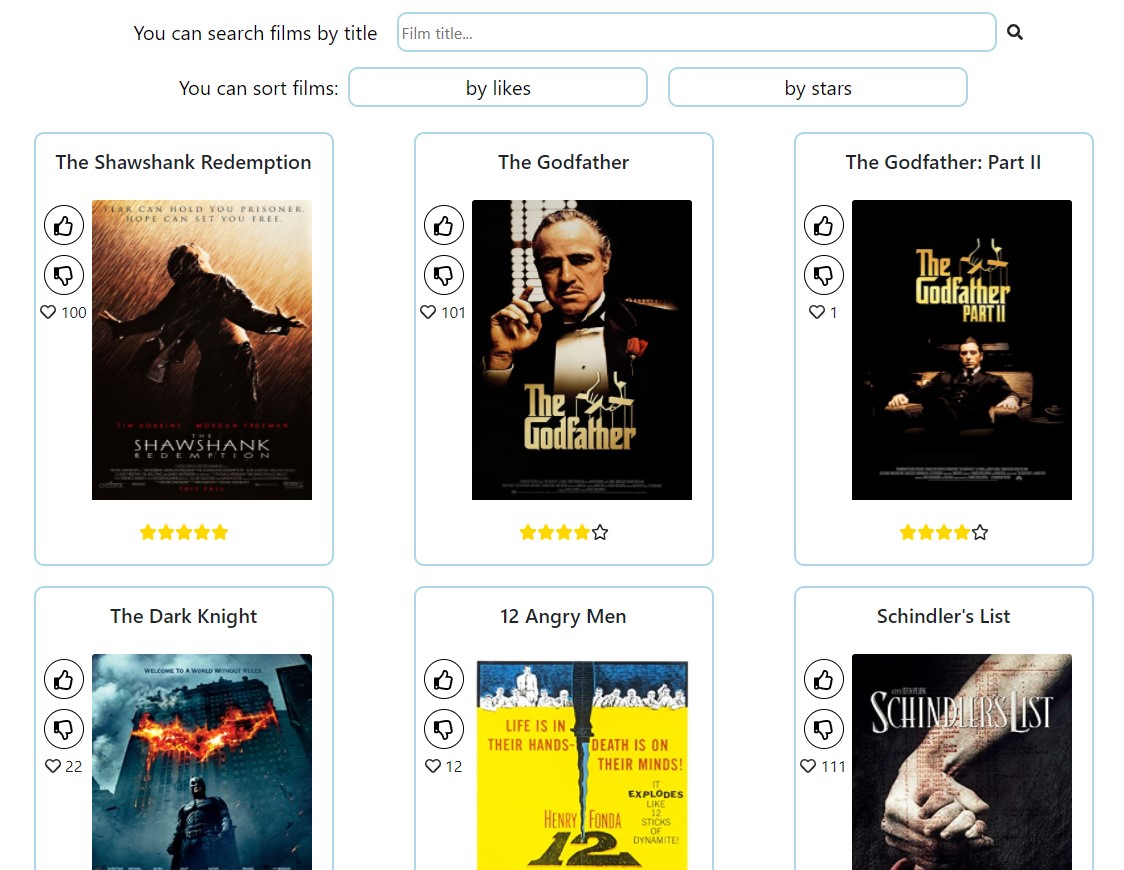 You can search films by title Film title...
You can sort films: by likes by stars
The Shawshank Redemption
FEAR CAN HOLD YOU PRISONER.
HOPE CAN SET YOU FREE.
100
TIM ROBBINS MORGAN FREEMAN
THE
SHAWSHANK
REDEMPTION
THIS FALL
The Godfather
101
The
Godfather
The Godfather: Part II
The
Godfather
PART II
1
The Dark Knight
WELCOME TO A WORLD WITHOUT RULES.
22
12 Angry Men
LIFE IS IN
THEIR HANDS- DEATH IS ON
THEIR MINDS!
IT
EXPLODES
LIKE
12
STICKS
OF
DYNAMITE!
HENRY FONDA
12
12
Schindler's List
SCHINDLER'S LIST
111